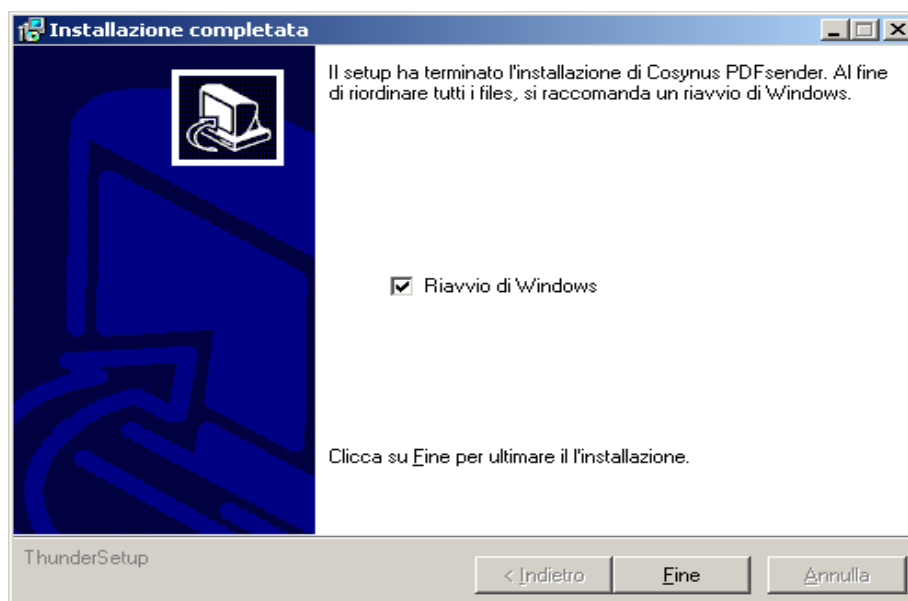 Installazione completata
Il setup ha terminato l'installazione di Cosynus PDFsender. Al fine
di riordinare tutti i files, si raccomanda un riavvio di Windows.
Riavvio di Windows
Clicca su Fine per ultimare il l'installazione.
ThunderSetup
< Indietro
Fine
Annulla